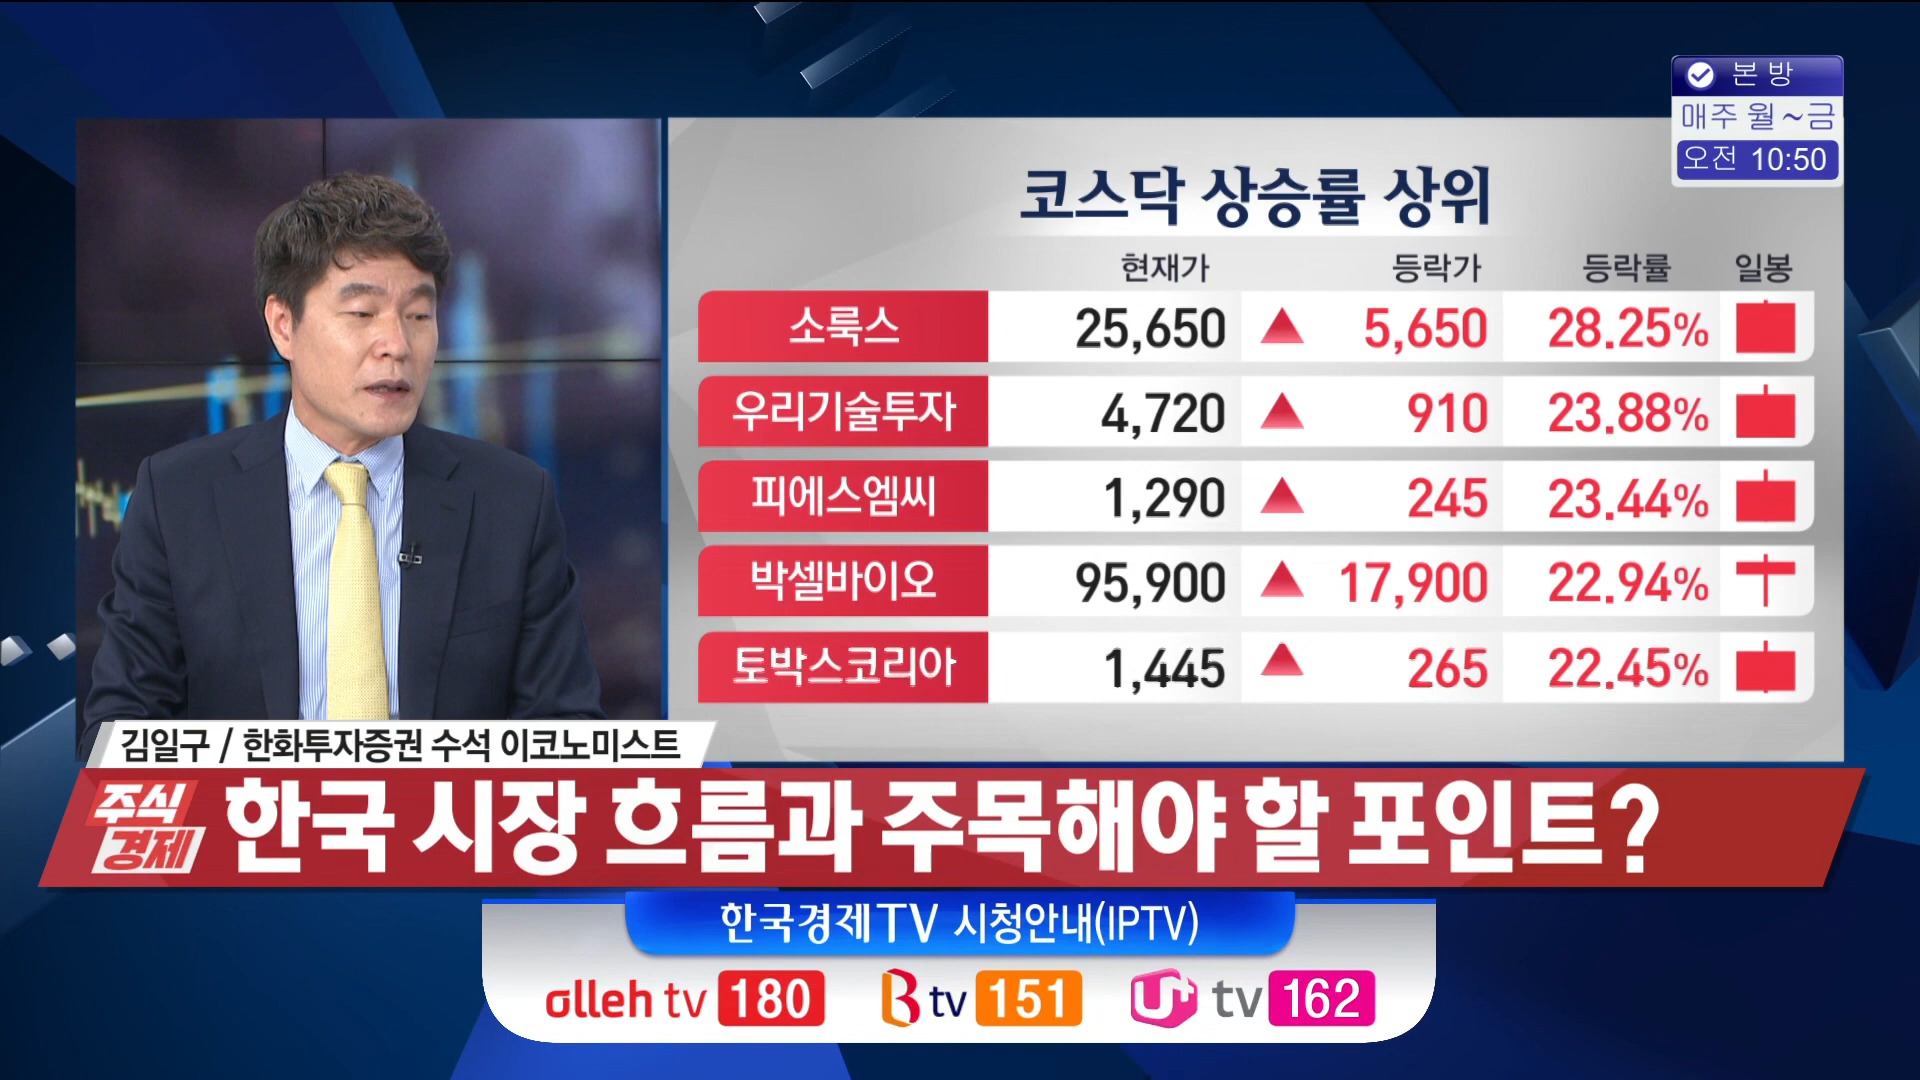 본 방
매주 월~금
오전 10:50
코스닥 상승률 상위
현재가 등락가 등락률 일봉
소룩스 25,650 ▲ 5,650 28.25%
우리기술투자 4,720 ▲ 910 23.88%
피에스엠씨 1,290 ▲ 245 23.44%
박셀바이오 95,900 ▲ 17,900 22.94%
토박스코리아 1,445 ▲ 265 22.45%
김일구 / 한화투자증권 수석 이코노미스트
주식
경제
한국 시장 흐름과 주목해야 할 포인트?
한국경제TV 시청안내(IPTV)
olleh tv 180 B tv 151 U+ tv 162